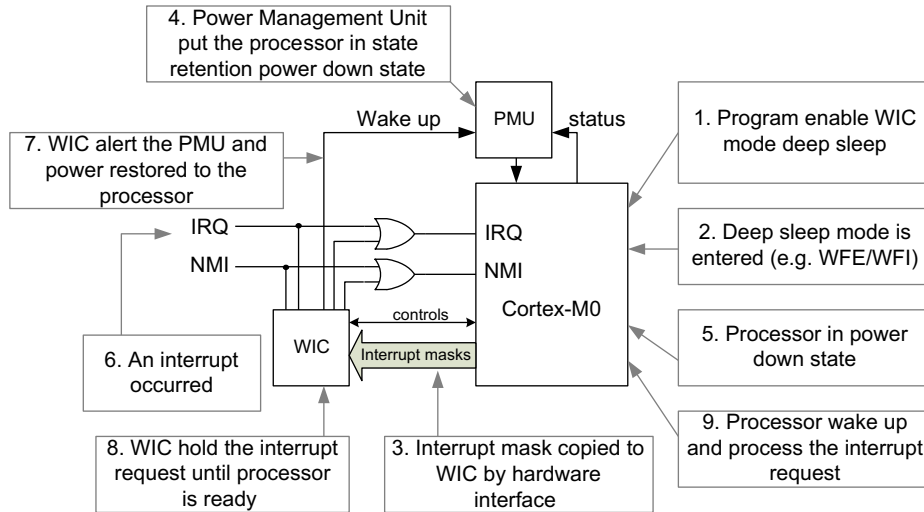 4. Power Management Unit
put the processor in state
retention power down state
Wake up
PMU
status
1. Program enable WIC
mode deep sleep
7. WIC alert the PMU and
power restored to the
processor
IRQ
NMI
IRQ
NMI
Cortex-M0
2. Deep sleep mode is
entered (e.g. WFE/WFI)
controls
WIC
Interrupt masks
5. Processor in power
down state
6. An interrupt
occurred
8. WIC hold the interrupt
request until processor
is ready
3. Interrupt mask copied to
WIC by hardware
interface
9. Processor wake up
and process the interrupt
request